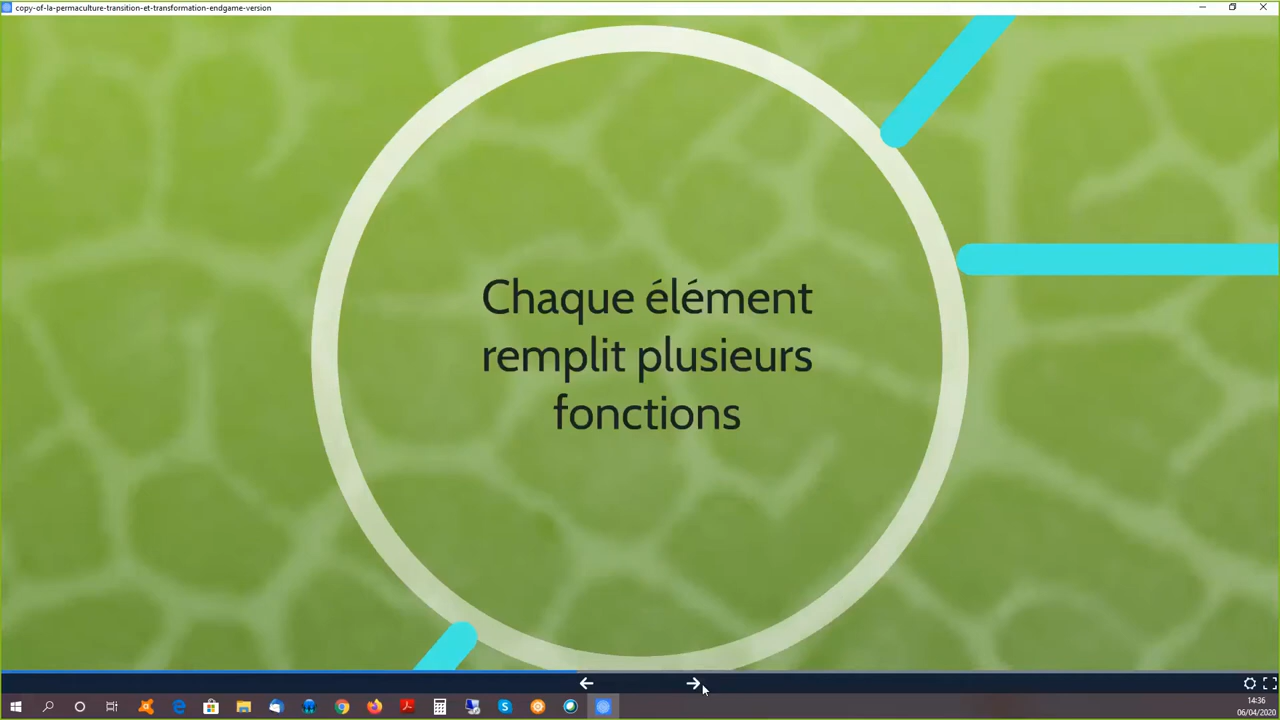 copy-of-la-permaculture-transition-et-transformation-endgame-version
Chaque élément
remplit plusieurs
fonctions
14:36
06/04/2020